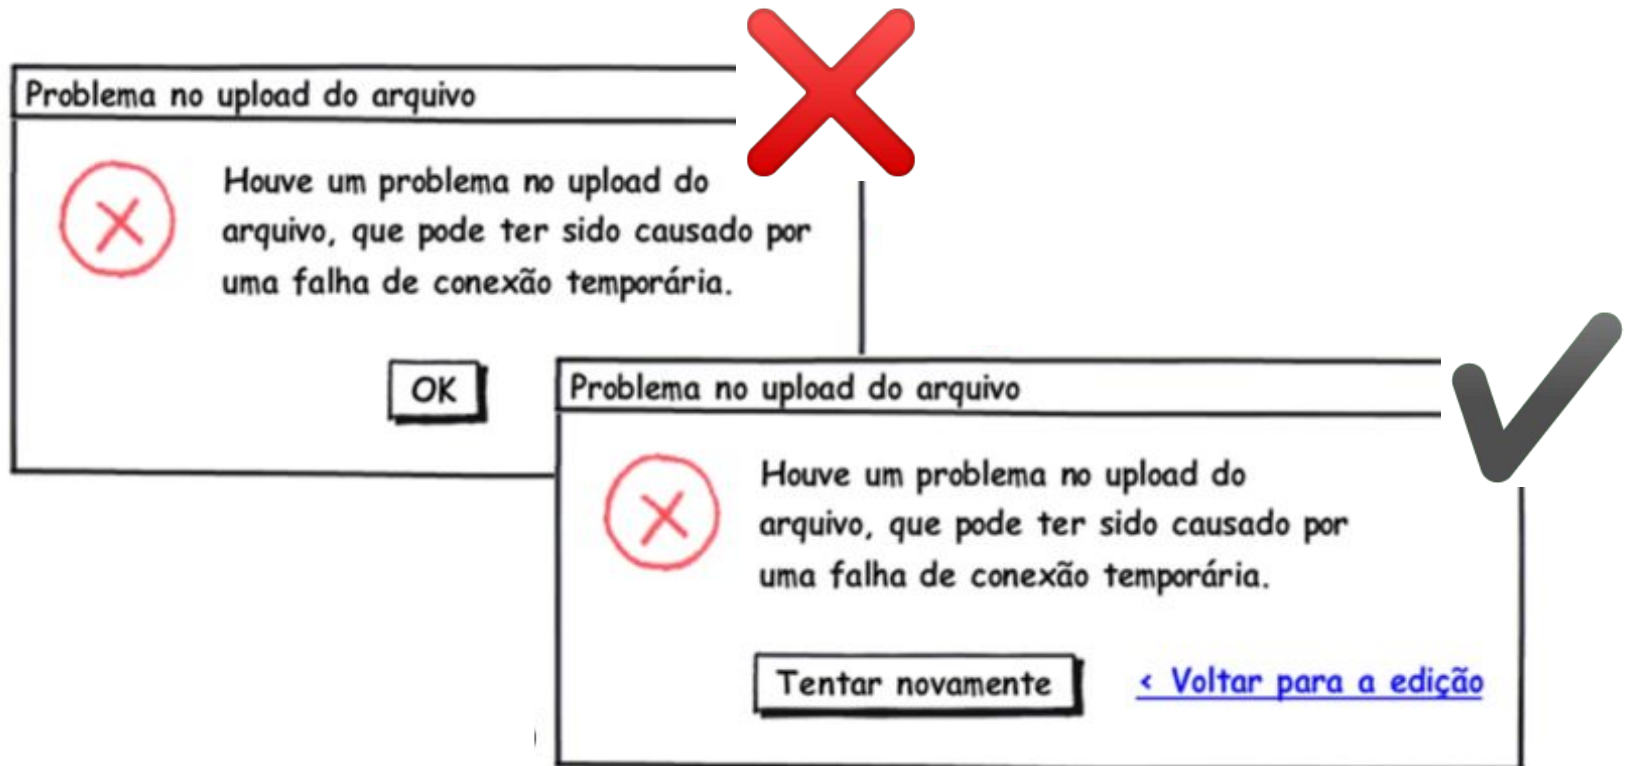 Problema no upload do arquivo
Houve um problema no upload do
arquivo, que pode ter sido causado por
uma falha de conexão temporária.
OK
Problema no upload do arquivo
Houve um problema no upload do
arquivo, que pode ter sido causado por
uma falha de conexão temporária.
Tentar novamente
< Voltar para a edição